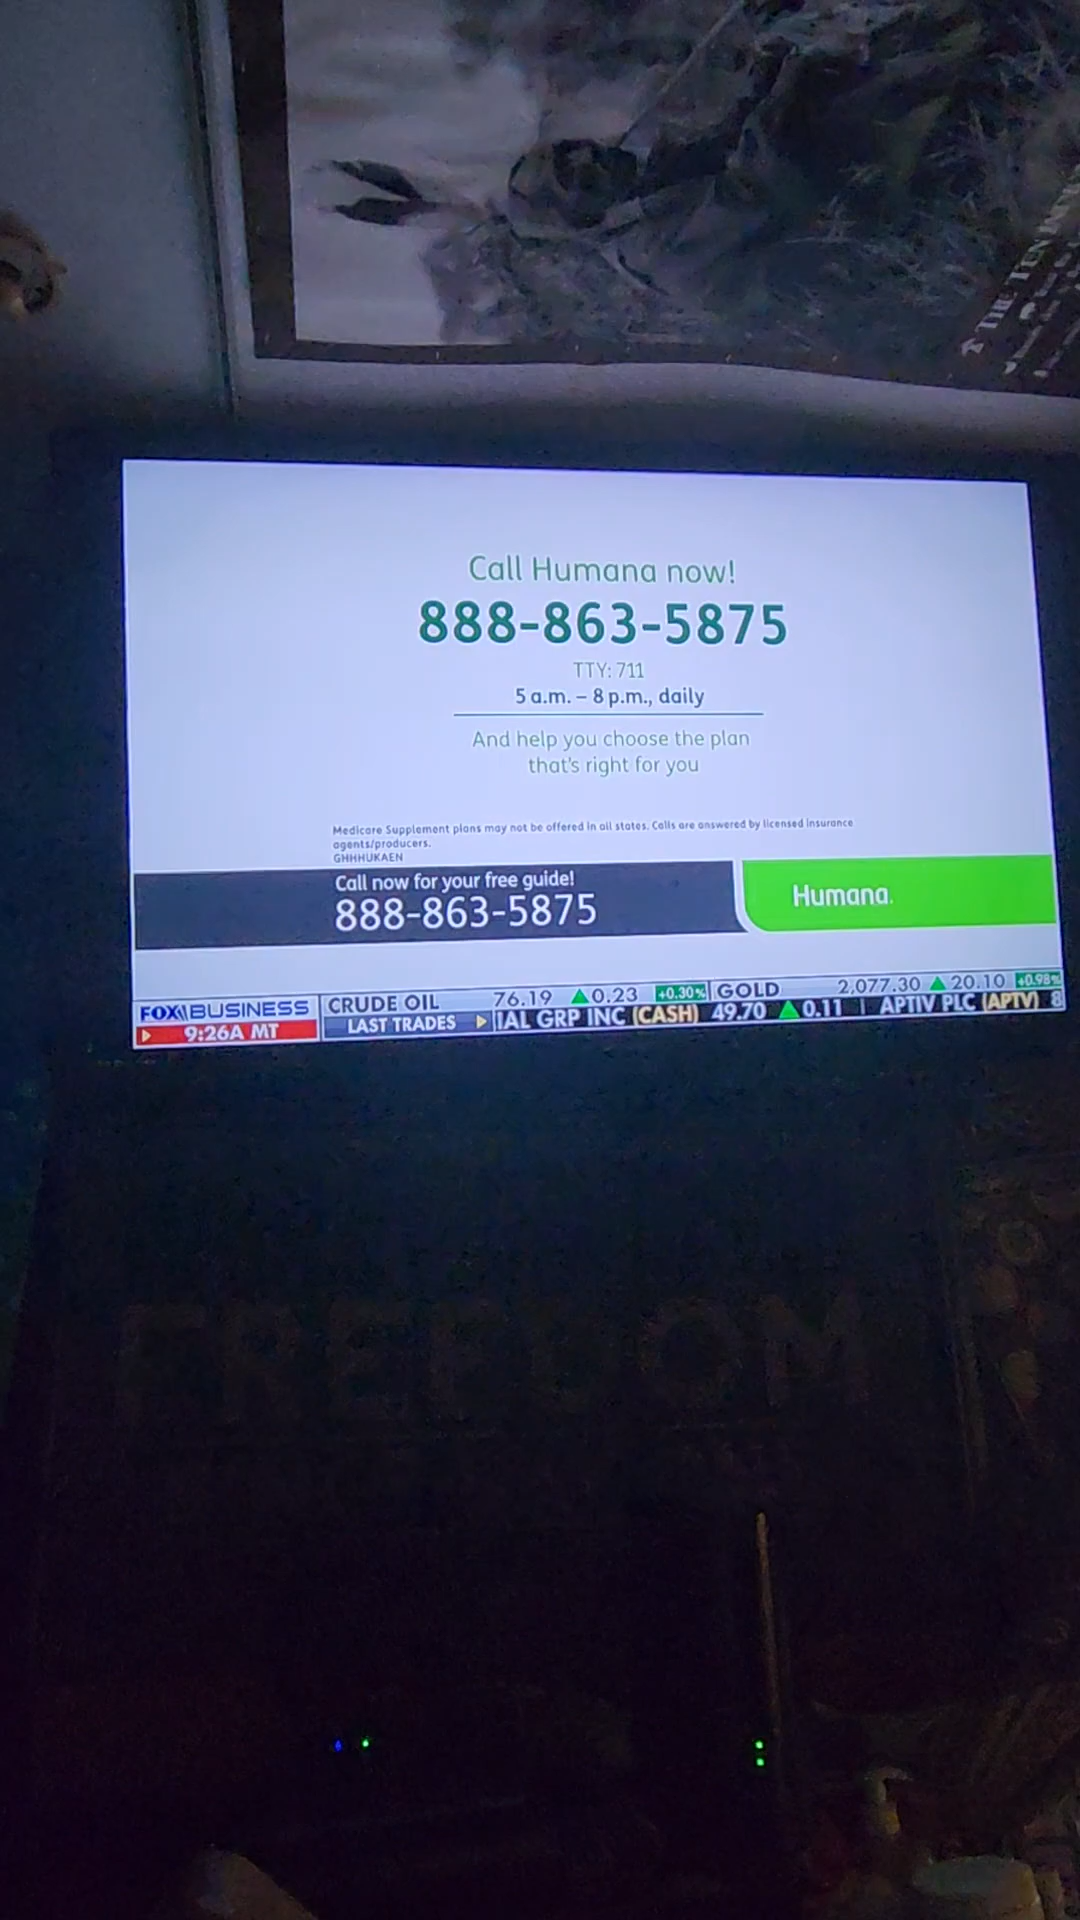 THE TEN
Call Humana now!
888-863-5875
TTY: 711
5 a.m. – 8 p.m., daily
And help you choose the plan
that's right for you
Medicare Supplement plans may not be offered in all states. Calls are answered by licensed insurance
agents/producers.
GHHHUKAEN
Call now for your free guide!
888-863-5875
Humana.
FOX BUSINESS
CRUDE OIL 76.19 ▲0.23 +0.30% GOLD 2,077.30 ▲20.10 +0.98%
9:26A MT
LAST TRADES
IAL GRP INC (CASH) 49.70 ▲0.11 | APTIV PLC (APTV) 8
FREEDOM